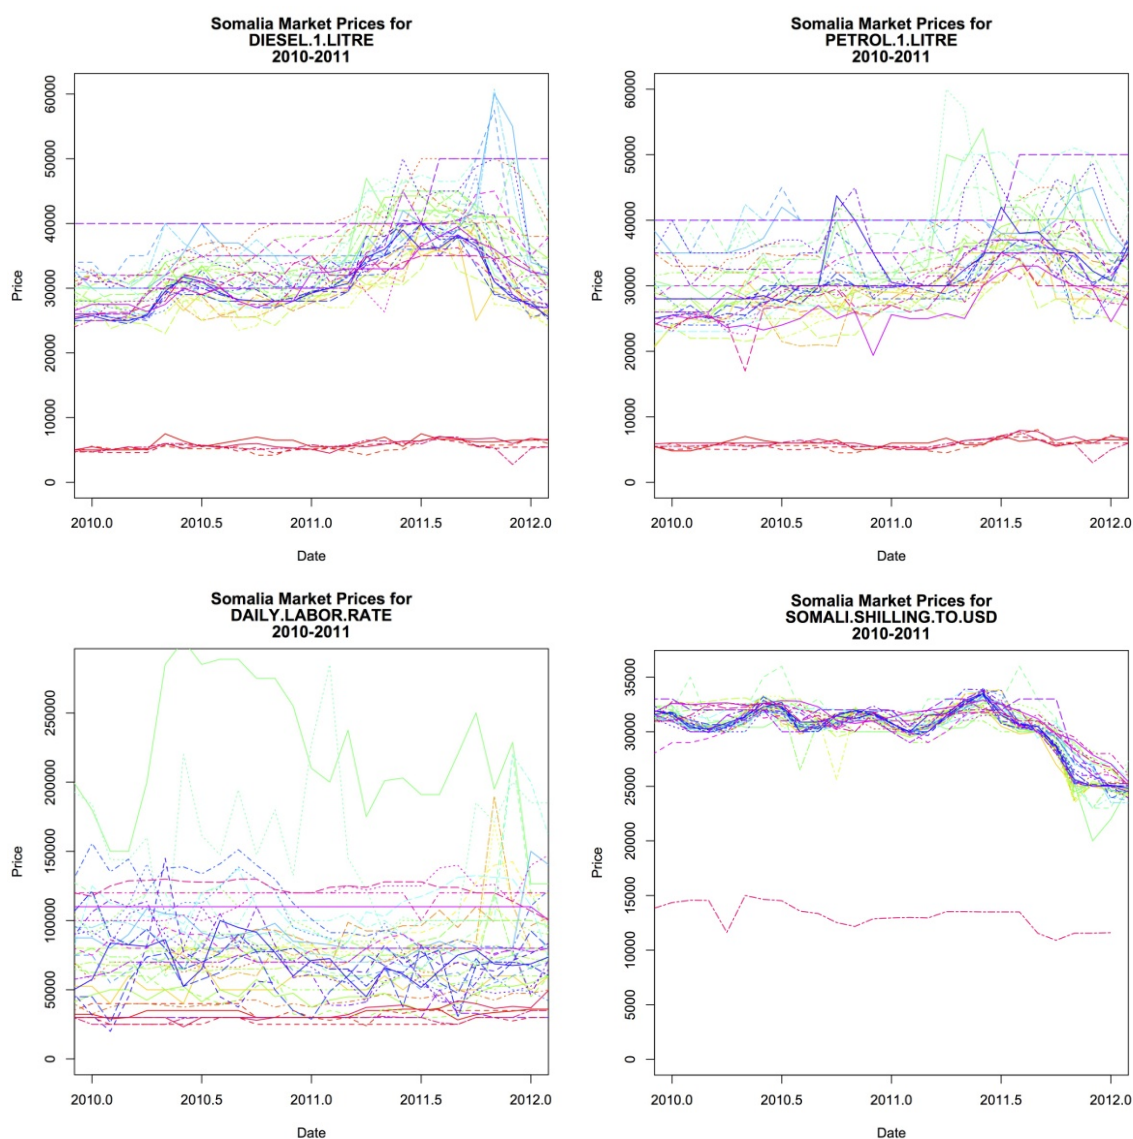 Somalia Market Prices for
DIESEL.1.LITRE
2010-2011
Price
60000
50000
40000
30000
20000
10000
0
2010.0 2010.5 2011.0 2011.5 2012.0
Date
Somalia Market Prices for
PETROL.1.LITRE
2010-2011
Price
60000
50000
40000
30000
20000
10000
0
2010.0 2010.5 2011.0 2011.5 2012.0
Date
Somalia Market Prices for
DAILY.LABOR.RATE
2010-2011
Price
250000
200000
150000
100000
50000
0
2010.0 2010.5 2011.0 2011.5 2012.0
Date
Somalia Market Prices for
SOMALI.SHILLING.TO.USD
2010-2011
Price
35000
30000
25000
20000
15000
10000
5000
0
2010.0 2010.5 2011.0 2011.5 2012.0
Date